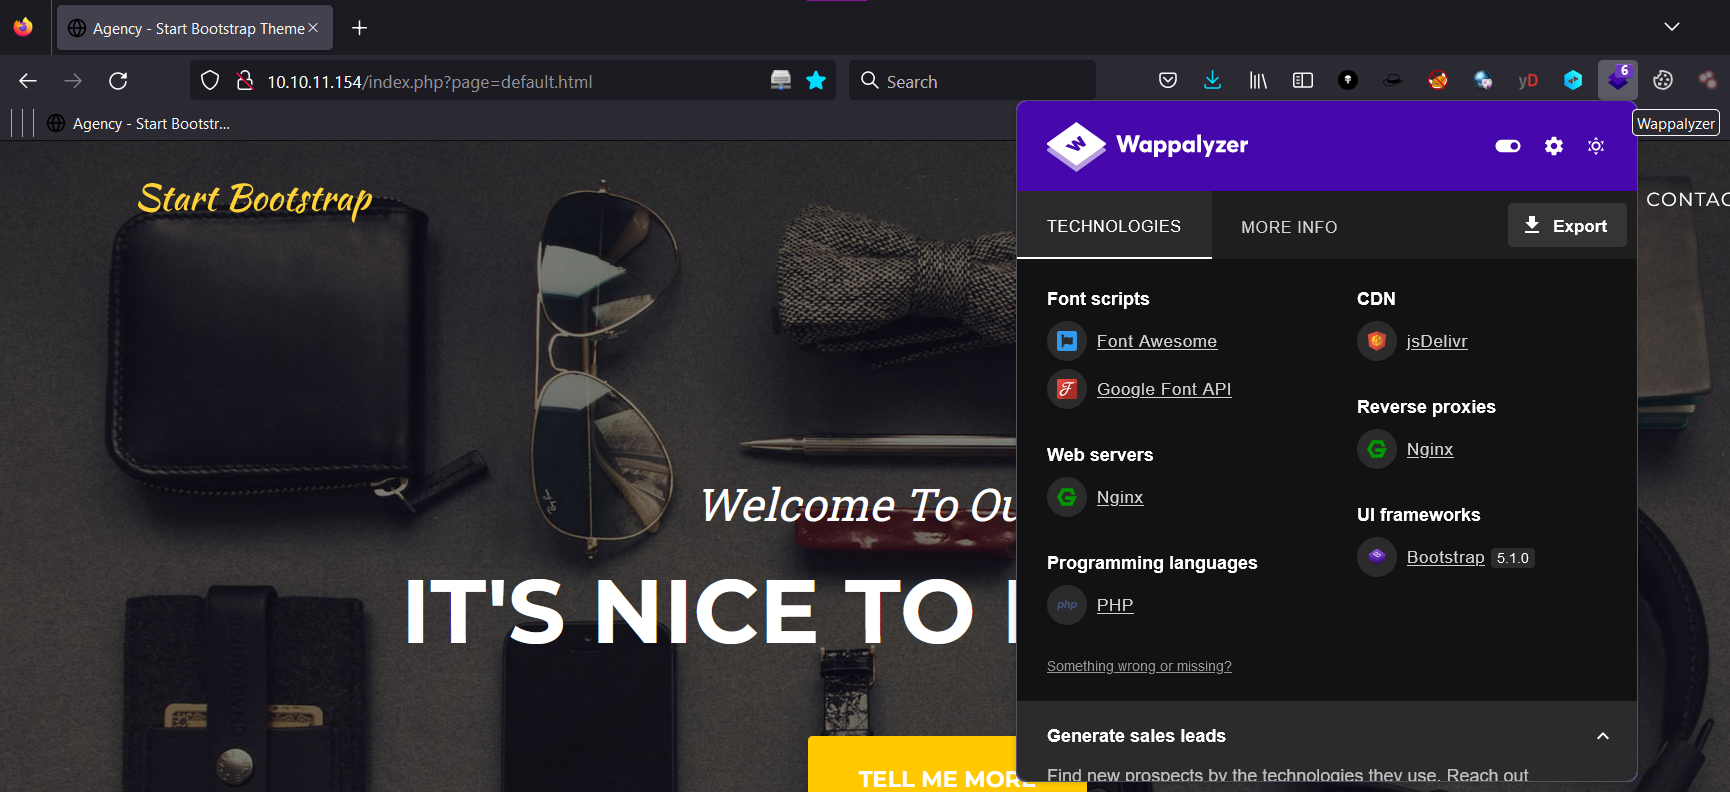 Agency - Start Bootstrap Theme
10.10.11.154/index.php?page=default.html
Search
yD
6
Agency - Start Bootstr...
Wappalyzer
W
Wappalyzer
Start Bootstrap
CONTAC
TECHNOLOGIES
MORE INFO
Export
Font scripts
Font Awesome
Google Font API
Web servers
Nginx
Programming languages
php
PHP
CDN
jsDelivr
Reverse proxies
Nginx
UI frameworks
Bootstrap 5.1.0
Something wrong or missing?
Generate sales leads
Find new prospects by the technologies they use. Reach out
Welcome To Ou
IT'S NICE TO
TELL ME MORE